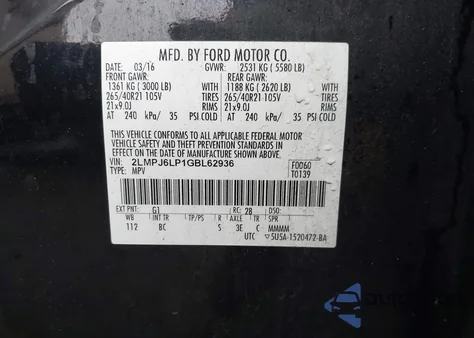 MFD. BY FORD MOTOR CO.
DATE: 03/16 GVWR: 2531 KG ( 5580 LB)
FRONT GAWR: REAR GAWR:
1361 KG ( 3000 LB) 1188 KG ( 2620 LB)
265/40R21 105V TIRES 265/40R21 105V TIRES
21x9.0J RIMS 21x9.0J RIMS
AT 240 kPa/ 35 PSI COLD AT 240 kPa/ 35 PSI COLD
THIS VEHICLE CONFORMS TO ALL APPLICABLE FEDERAL MOTOR
VEHICLE SAFETY AND THEFT PREVENTION STANDARDS IN
EFFECT ON THE DATE OF MANUFACTURE SHOWN ABOVE.
VIN: 2LMPJ6LP1GBL62936 F0060
TYPE: MPV T0139
EXT PNT: G1 RC: 28 DSO:
WB INT TR TP/PS R AXLE TR SPR
112 BC S 3E C MMMM
UTC 5U5A-1520472-BA